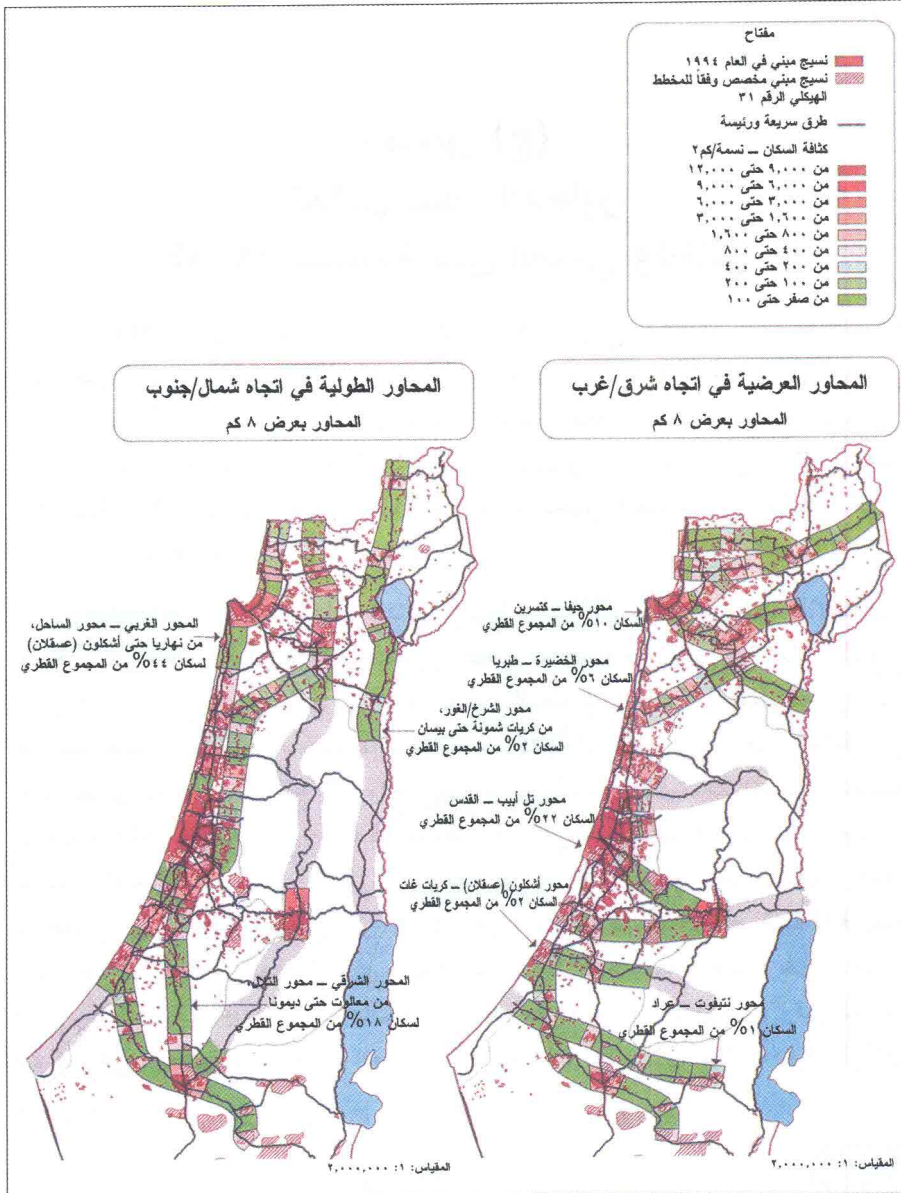 مفتاح
نسيج مبني في العام ١٩٩٤
نسيج مبني مخصص وفقاً للمخطط
الهيكلي الرقم ٣١
طرق سريعة ورئيسة
كثافة السكان – نسمة/كم٢
من ٩,٠٠٠ حتى ١٢,٠٠٠
من ٦,٠٠٠ حتى ٩,٠٠٠
من ٣,٠٠٠ حتى ٦,٠٠٠
من ١,٦٠٠ حتى ٣,٠٠٠
من ٨٠٠ حتى ١,٦٠٠
من ٤٠٠ حتى ٨٠٠
من ٢٠٠ حتى ٤٠٠
من ١٠٠ حتى ٢٠٠
من صفر حتى ١٠٠
المحاور العرضية في اتجاه شرق/غرب
المحاور بعرض ٨ كم
محور حيفا – كتسرين
السكان ١٠% من المجموع القطري
محور الخضيرة – طبريا
السكان ٦% من المجموع القطري
محور تل أبيب – القدس
السكان ٢٢% من المجموع القطري
محور أشكلون (عسقلان) – كريات غات
السكان ٢% من المجموع القطري
محور نتيفوت – عراد
السكان ١% من المجموع القطري
المقياس: ١: ٢,٠٠٠,٠٠٠
المحاور الطولية في اتجاه شمال/جنوب
المحاور بعرض ٨ كم
المحور الغربي – محور الساحل،
من نهاريا حتى أشكلون (عسقلان)
لسكان ٤٤% من المجموع القطري
محور الشرخ/الغور،
من كريات شمونة حتى بيسان
السكان ٢% من المجموع القطري
المحور الشرقي – محور التلال
من معالوت حتى ديمونا
لسكان ١٨% من المجموع القطري
المقياس: ١: ٢,٠٠٠,٠٠٠